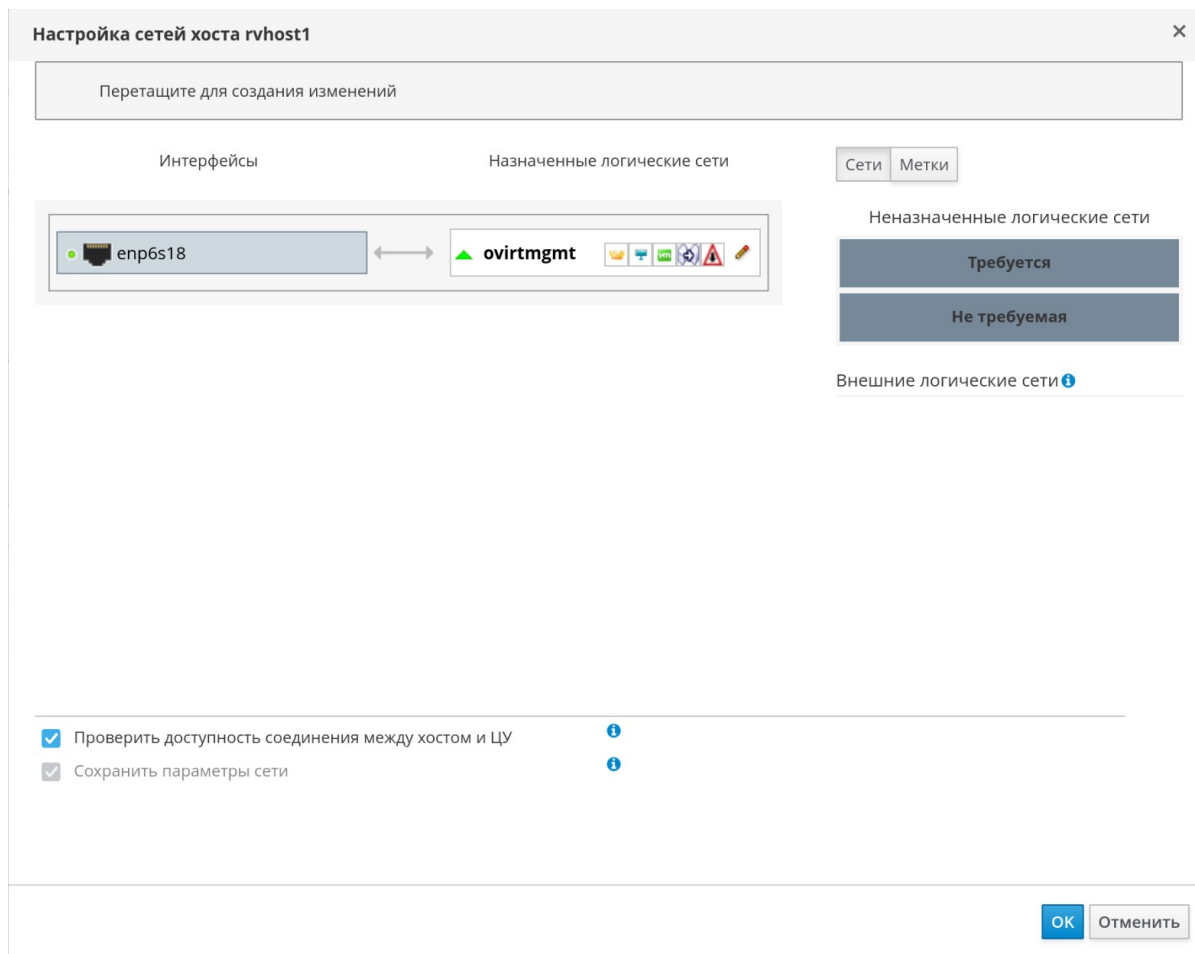 Настройка сетей хоста rvhost1
Перетащите для создания изменений
Интерфейсы
Назначенные логические сети
Сети
Метки
Неназначенные логические сети
enp6s18
ovirtmgmt
vm
Требуется
Не требуемая
Внешние логические сети
Проверить доступность соединения между хостом и ЦУ
Сохранить параметры сети
OK
Отменить